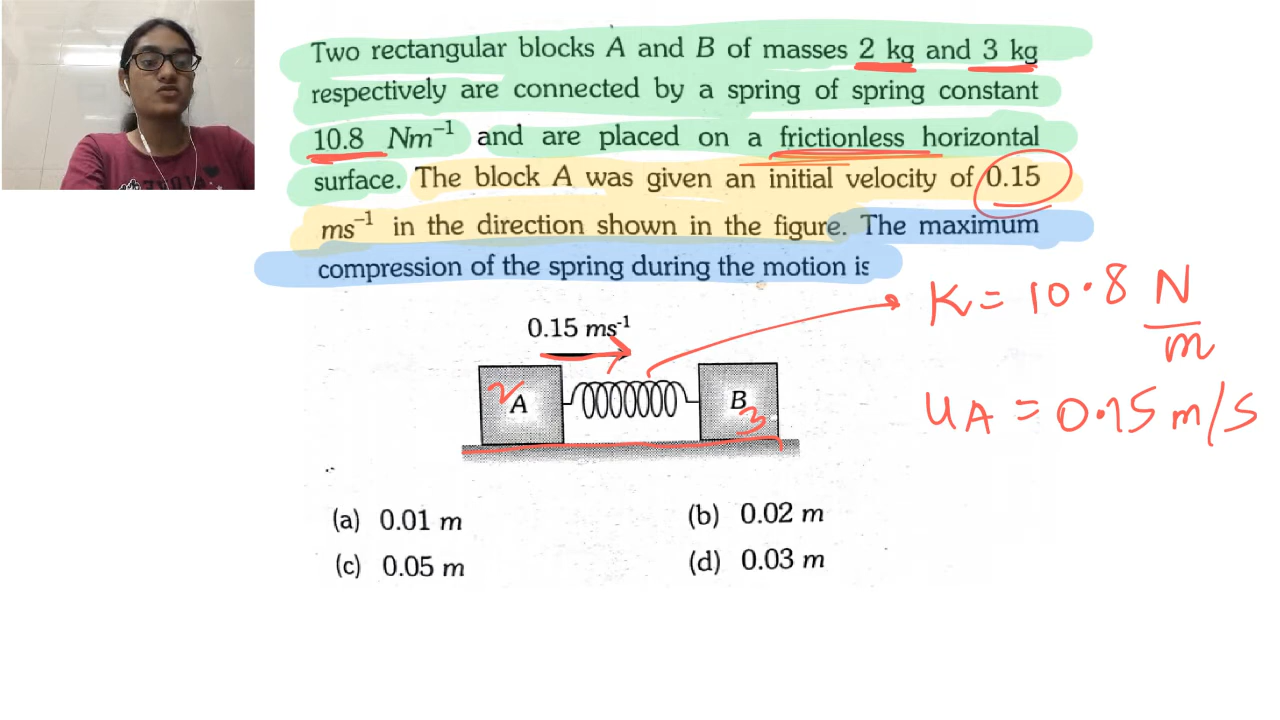 Two rectangular blocks A and B of masses 2 kg and 3 kg
respectively are connected by a spring of spring constant
10.8 Nm⁻¹ and are placed on a frictionless horizontal
surface. The block A was given an initial velocity of 0.15
ms⁻¹ in the direction shown in the figure. The maximum
compression of the spring during the motion is
K = 10.8 N/m
0.15 ms⁻¹
2 A
B 3
uA = 0.15 m/s
(a) 0.01 m
(b) 0.02 m
(c) 0.05 m
(d) 0.03 m